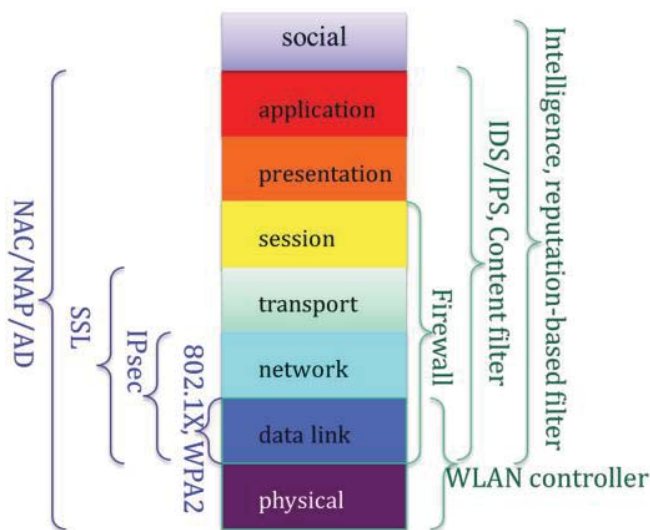 social
application
presentation
session
transport
network
data link
physical
NAC/NAP/AD
SSL
IPsec
802.1X, WPA2
Firewall
WLAN controller
IDS/IPS, Content filter
Intelligence, reputation-based filter